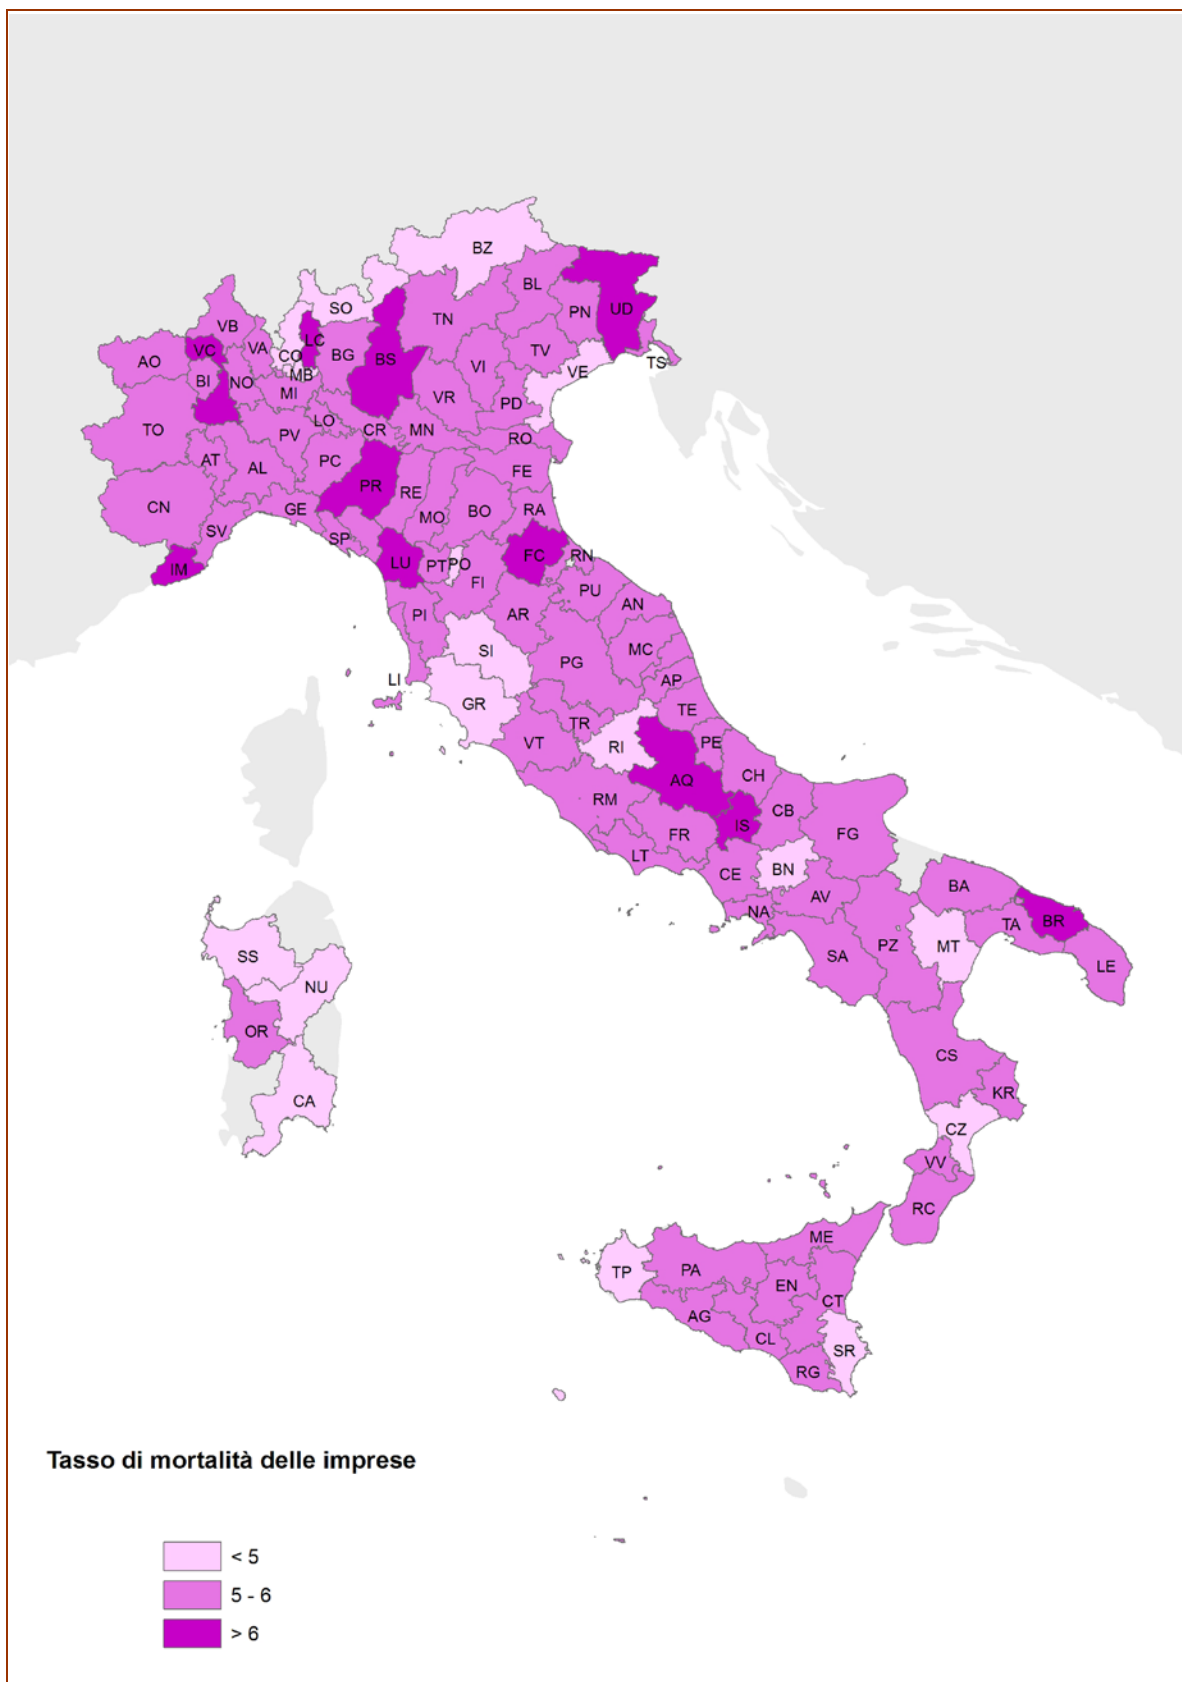 BZ
SO
BL
VB
TN
PN
UD
LC
AO
VC
VA
CO
BG
BS
VI
TV
TS
VE
MB
BI
NO
MI
VR
PD
TO
LO
CR
MN
PV
RO
AT
AL
PC
FE
PR
RE
CN
GE
MO
BO
RA
SV
SP
IM
LU
PT
PO
FC
RN
FI
PU
AN
PI
AR
SI
MC
PG
LI
AP
GR
TE
TR
VT
RI
PE
AQ
CH
RM
CB
IS
FR
FG
LT
CE
BN
BA
AV
NA
BR
TA
SS
MT
PZ
SA
LE
NU
OR
CS
KR
CA
CZ
VV
RC
ME
TP
PA
EN
CT
AG
CL
SR
RG
Tasso di mortalità delle imprese
< 5
5 - 6
> 6